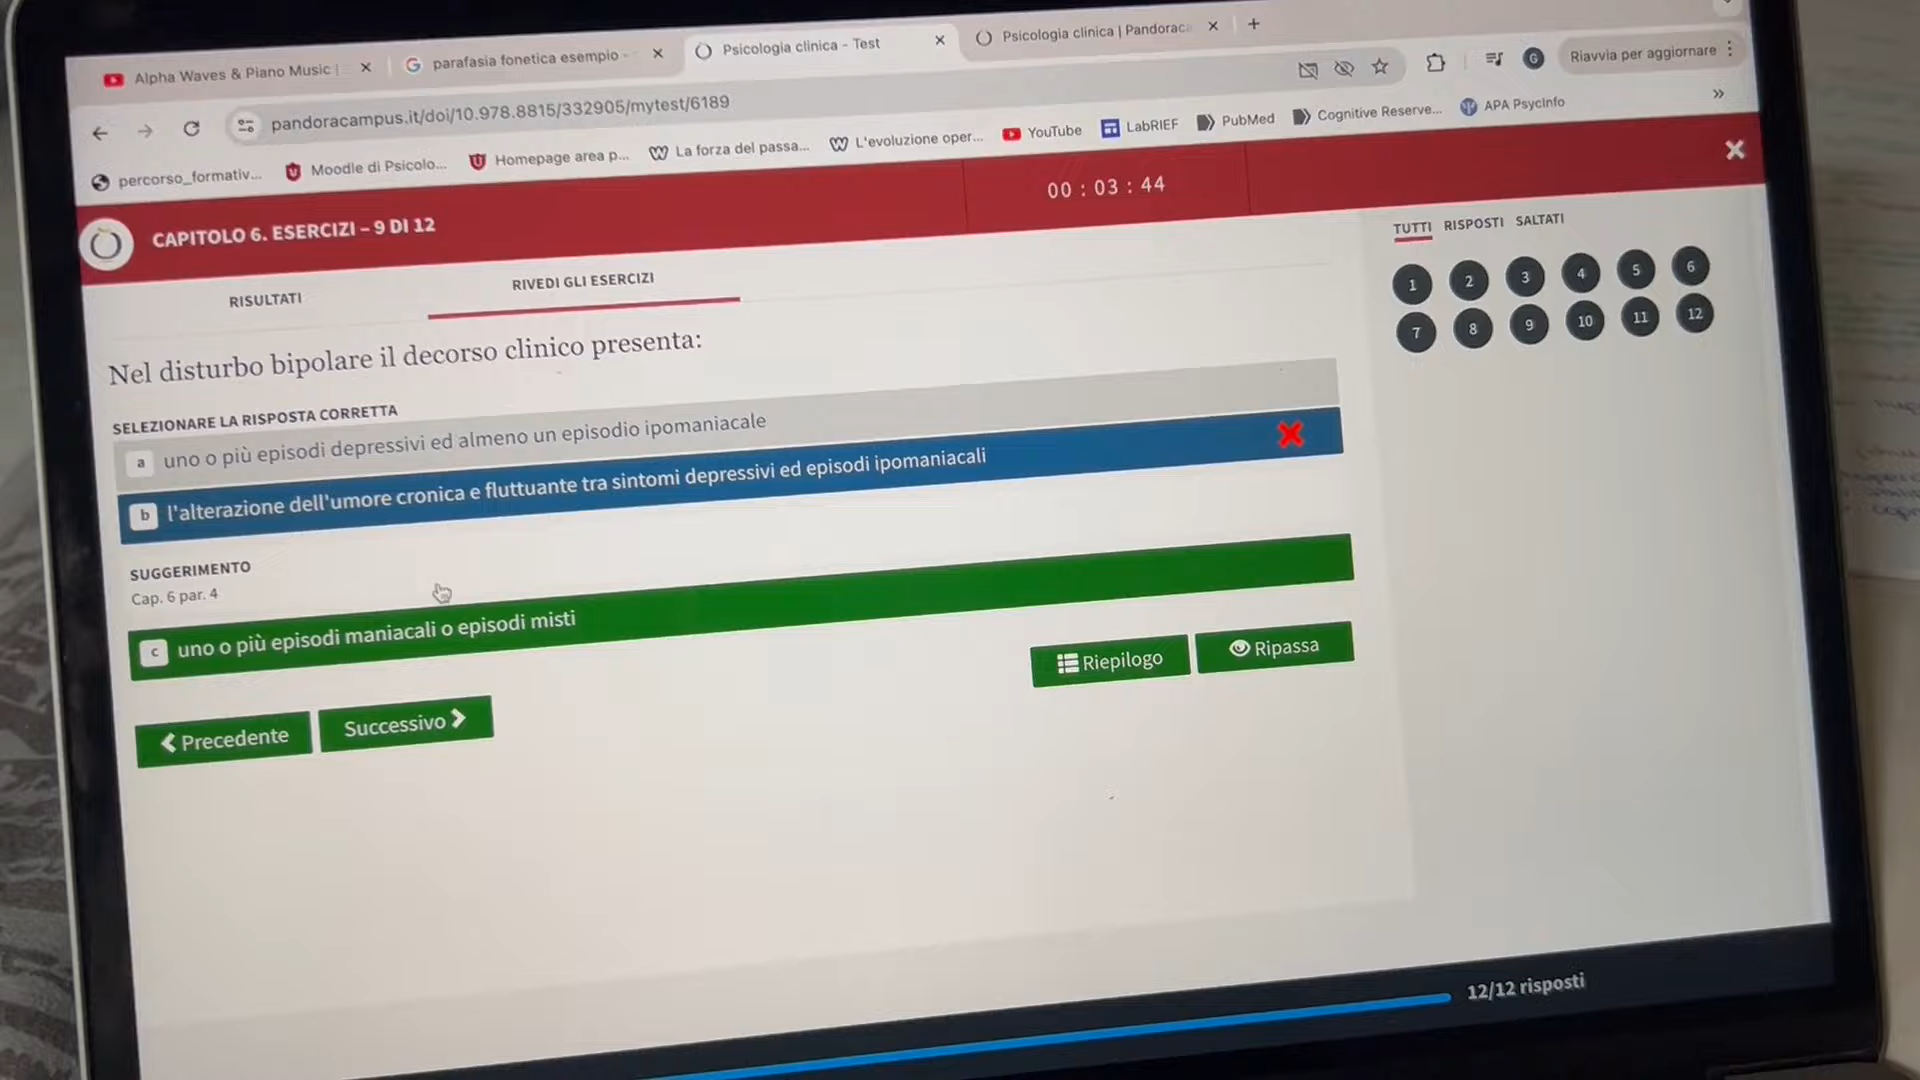 Alpha Waves & Piano Music |
parafasia fonetica esempio -
Psicologia clinica - Test
Psicologia clinica | Pandoraca
pandoracampus.it/doi/10.978.8815/332905/mytest/6189
G
Riavvia per aggiornare
percorso_formativ...
Moodle di Psicolo...
Homepage area p...
La forza del passa...
L'evoluzione oper...
YouTube
LabRIEF
PubMed
Cognitive Reserve...
APA PsycInfo
CAPITOLO 6. ESERCIZI – 9 DI 12
00 : 03 : 44
RISULTATI
RIVEDI GLI ESERCIZI
TUTTI RISPOSTI SALTATI
1 2 3 4 5 6
7 8 9 10 11 12
Nel disturbo bipolare il decorso clinico presenta:
SELEZIONARE LA RISPOSTA CORRETTA
a uno o più episodi depressivi ed almeno un episodio ipomaniacale
b l'alterazione dell'umore cronica e fluttuante tra sintomi depressivi ed episodi ipomaniacali
SUGGERIMENTO
Cap. 6 par. 4
c uno o più episodi maniacali o episodi misti
Riepilogo
Ripassa
Precedente
Successivo
12/12 risposti